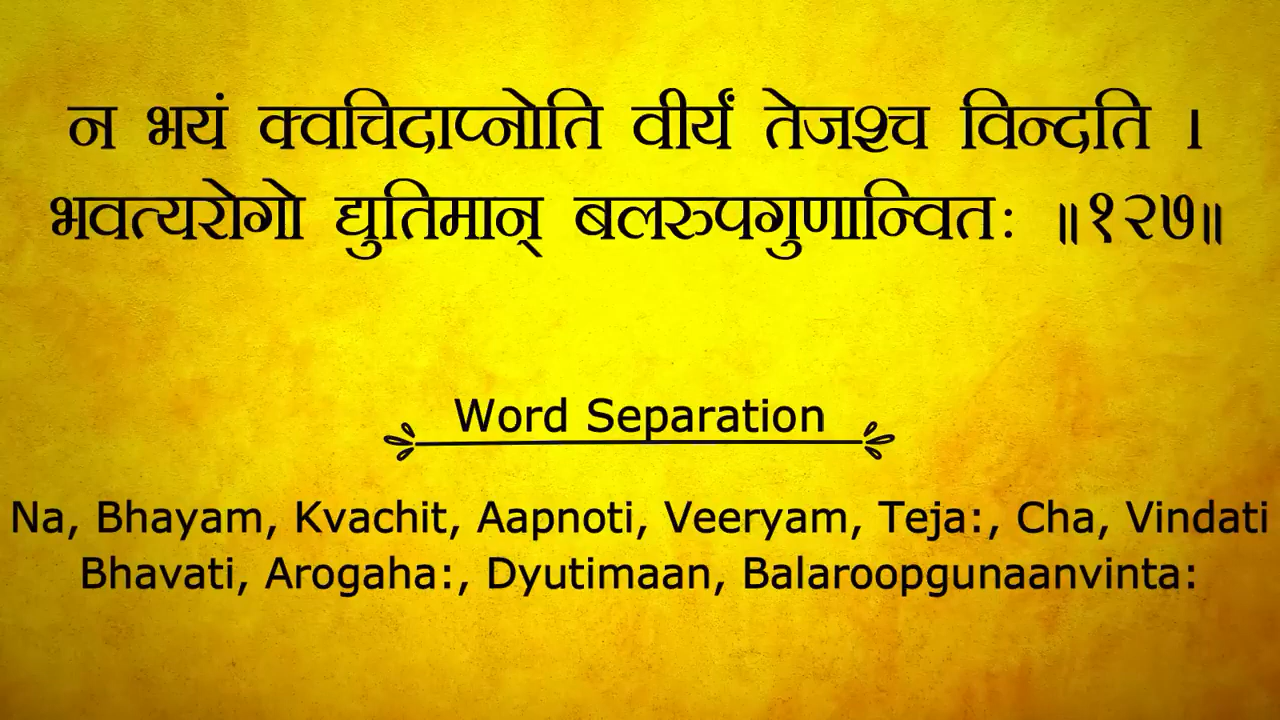 न भयं क्वचिदाप्नोति वीर्यं तेजश्च विन्दति ।
भवत्यरोगो द्युतिमान् बलरुपगुणान्वितः ॥१२७॥
Word Separation
Na, Bhayam, Kvachit, Aapnoti, Veeryam, Teja:, Cha, Vindati
Bhavati, Arogaha:, Dyutimaan, Balaroopgunaanvinta: